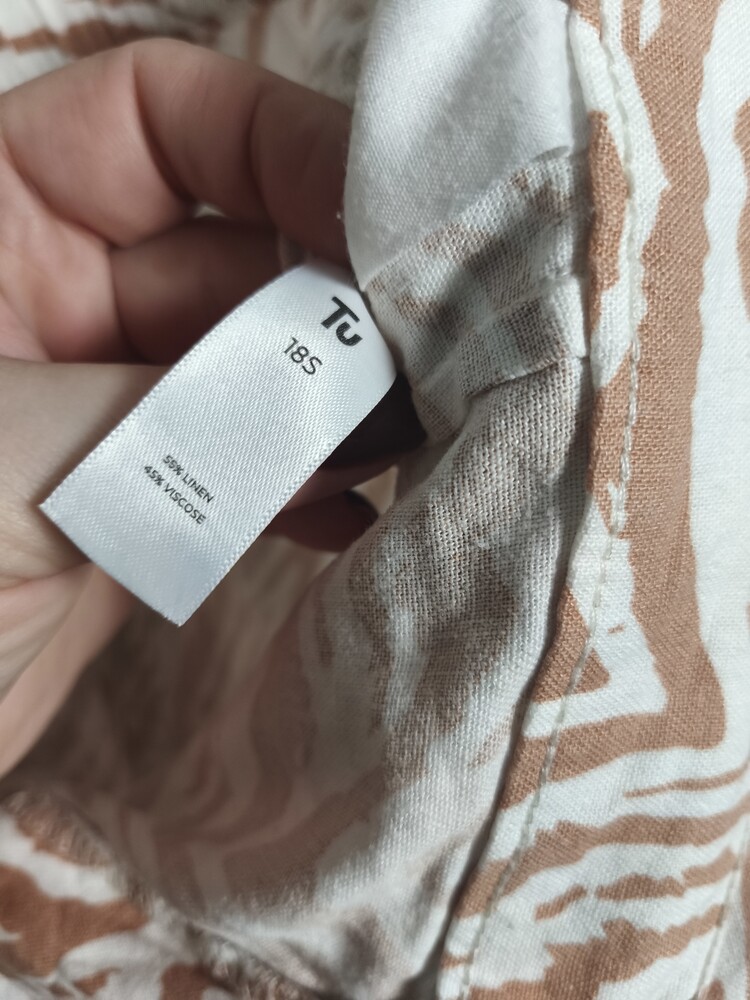 Tu
18S
55% LINEN
45% VISCOSE